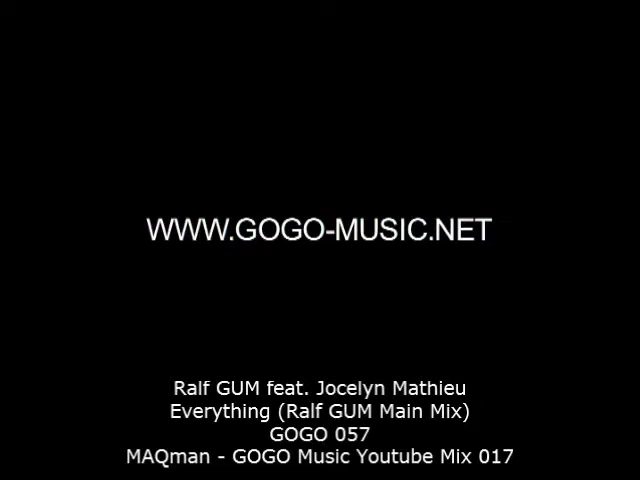 WWW.GOGO-MUSIC.NET
Ralf GUM feat. Jocelyn Mathieu
Everything (Ralf GUM Main Mix)
GOGO 057
MAQman - GOGO Music Youtube Mix 017